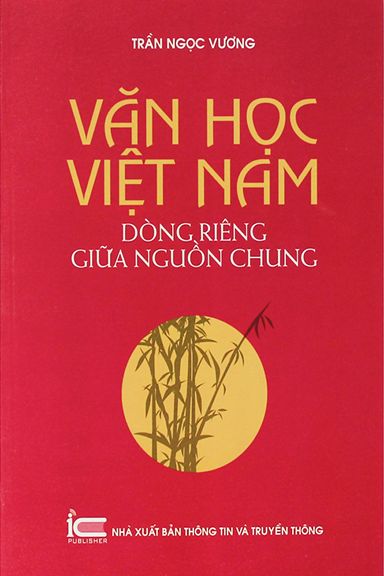 TRẦN NGỌC VƯƠNG
VĂN HỌC
VIỆT NAM
DÒNG RIÊNG
GIỮA NGUỒN CHUNG
ic
PUBLISHER
NHÀ XUẤT BẢN THÔNG TIN VÀ TRUYỀN THÔNG